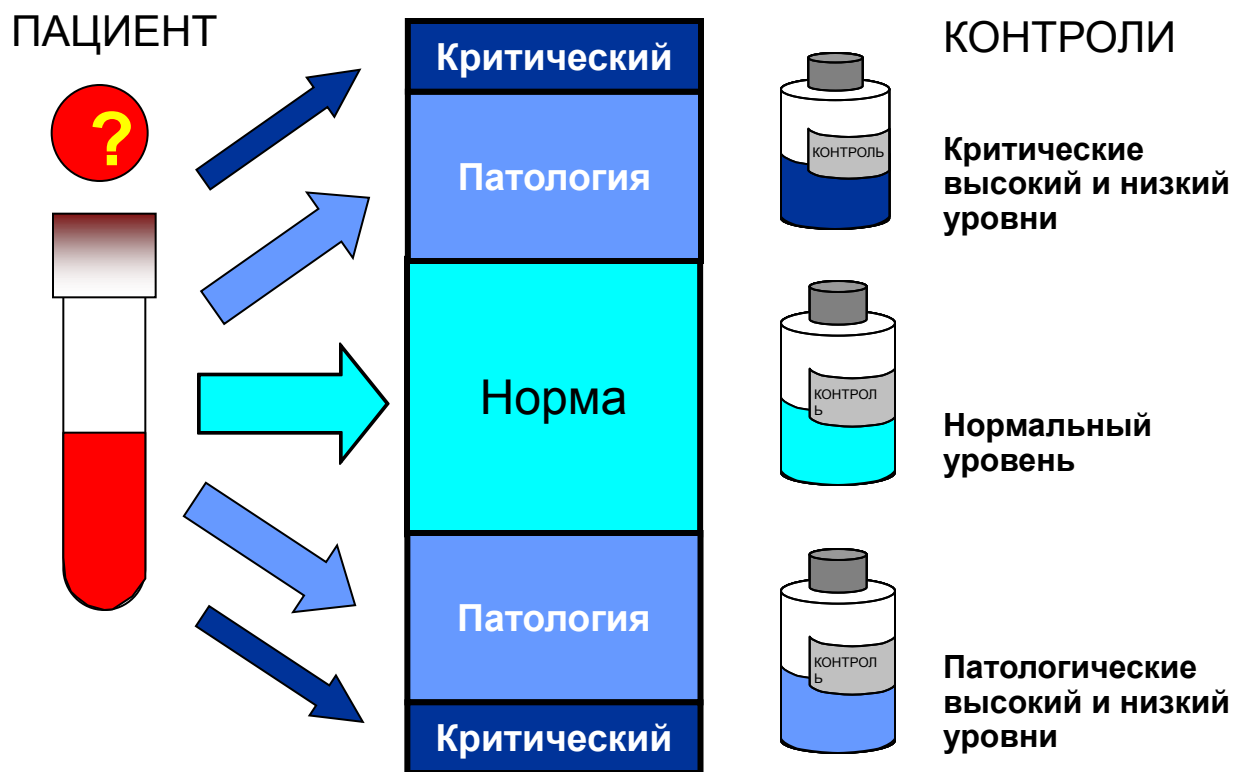 ПАЦИЕНТ
?
Критический
Патология
Норма
Патология
Критический
КОНТРОЛИ
КОНТРОЛЬ
Критические
высокий и низкий
уровни
КОНТРОЛ
Ь
Нормальный
уровень
КОНТРОЛ
Ь
Патологические
высокий и низкий
уровни